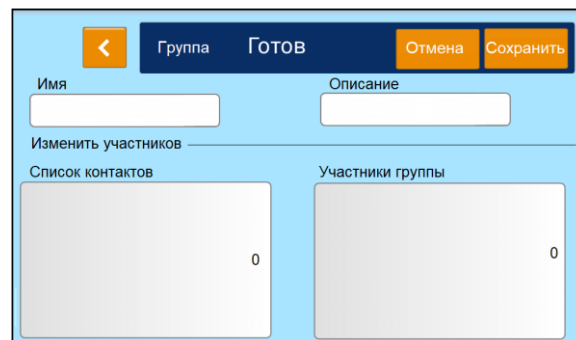 Группа Готов Отмена Сохранить
Имя Описание
Изменить участников
Список контактов Участники группы
0 0